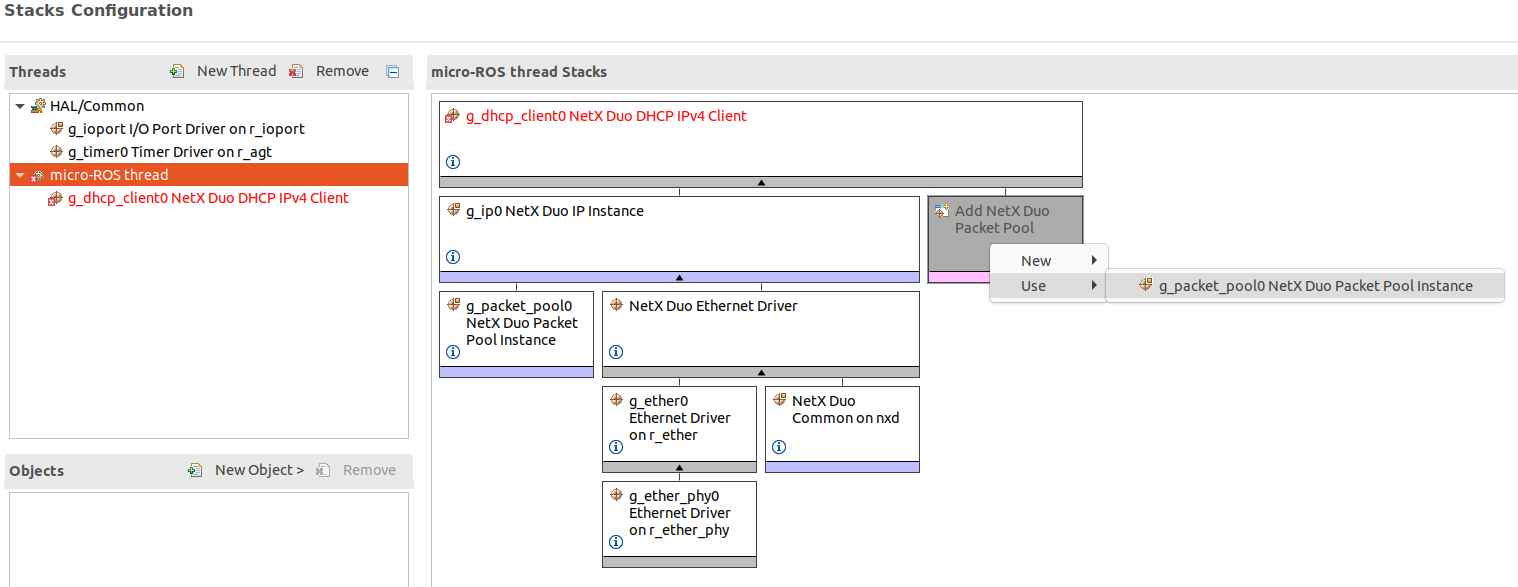 Stacks Configuration
Threads
New Thread
Remove
HAL/Common
g_ioport I/O Port Driver on r_ioport
g_timer0 Timer Driver on r_agt
micro-ROS thread
g_dhcp_client0 NetX Duo DHCP IPv4 Client
Objects
New Object >
Remove
micro-ROS thread Stacks
g_dhcp_client0 NetX Duo DHCP IPv4 Client
g_ip0 NetX Duo IP Instance
Add NetX Duo
Packet Pool
New
Use
g_packet_pool0 NetX Duo Packet Pool Instance
g_packet_pool0
NetX Duo Packet
Pool Instance
NetX Duo Ethernet Driver
g_ether0
Ethernet Driver
on r_ether
NetX Duo
Common on nxd
g_ether_phy0
Ethernet Driver
on r_ether_phy